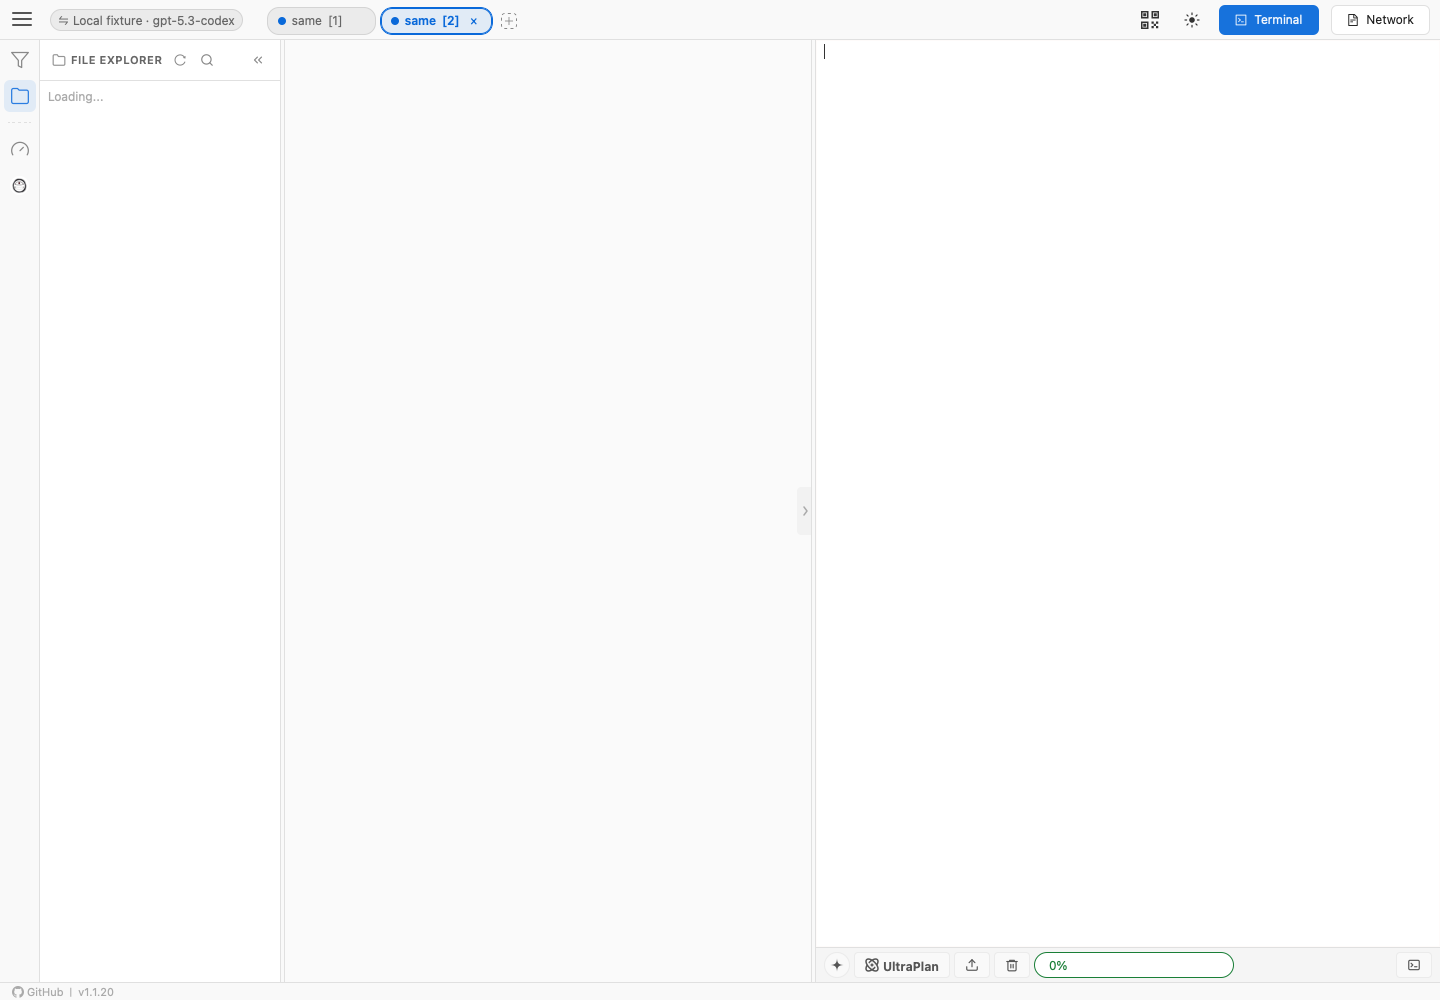 Local fixture · gpt-5.3-codex
same [1]
same [2] ×
Terminal
Network
FILE EXPLORER
Loading...
UltraPlan
0%
GitHub | v1.1.20